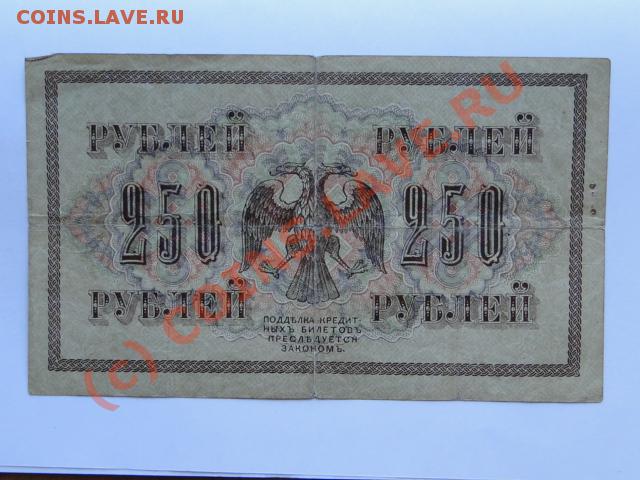 COINS.LAVE.RU
РУБЛЕЙ РУБЛЕЙ
250 250
РУБЛЕЙ РУБЛЕЙ
ПОДДѢЛКА КРЕДИТ-
НЫХЪ БИЛЕТОВЪ
ПРЕСЛѢДУЕТСЯ
ЗАКОНОМЪ.
(c) COINS.LAVE.RU